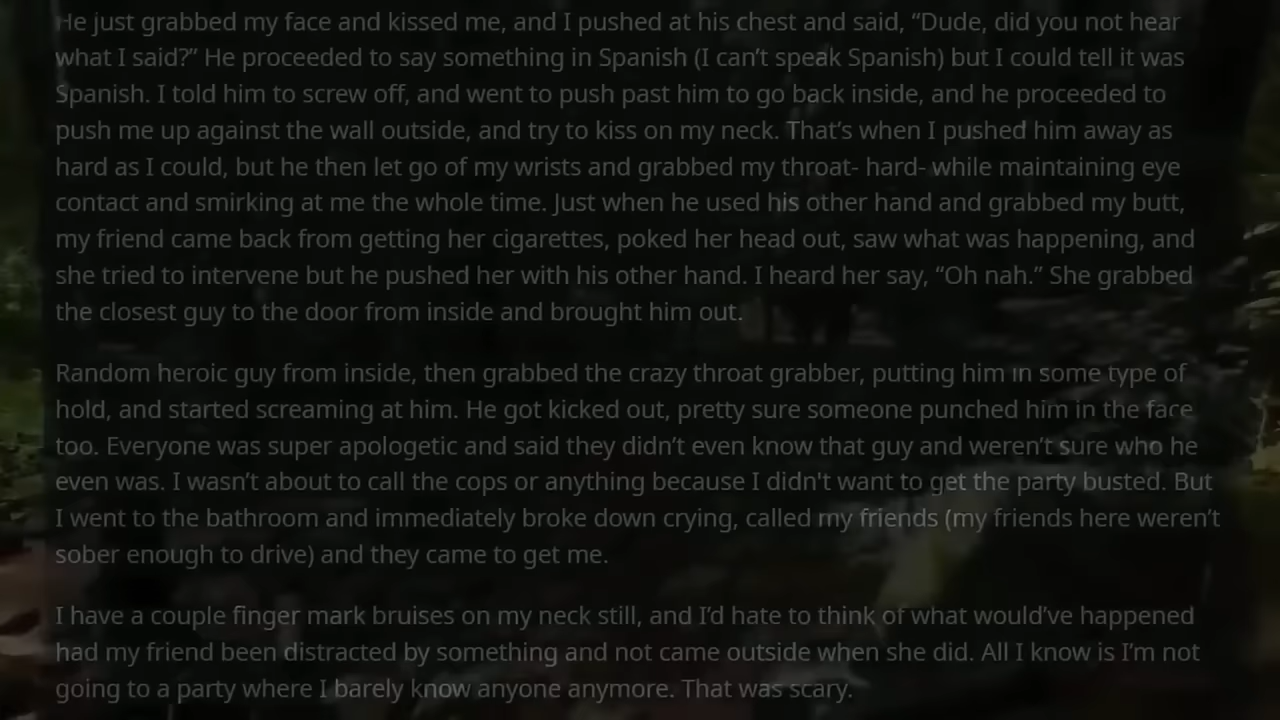 He just grabbed my face and kissed me, and I pushed at his chest and said, “Dude, did you not hear
what I said?” He proceeded to say something in Spanish (I can’t speak Spanish) but I could tell it was
Spanish. I told him to screw off, and went to push past him to go back inside, and he proceeded to
push me up against the wall outside, and try to kiss on my neck. That’s when I pushed him away as
hard as I could, but he then let go of my wrists and grabbed my throat- hard- while maintaining eye
contact and smirking at me the whole time. Just when he used his other hand and grabbed my butt,
my friend came back from getting her cigarettes, poked her head out, saw what was happening, and
she tried to intervene but he pushed her with his other hand. I heard her say, “Oh nah.” She grabbed
the closest guy to the door from inside and brought him out.
Random heroic guy from inside, then grabbed the crazy throat grabber, putting him in some type of
hold, and started screaming at him. He got kicked out, pretty sure someone punched him in the face
too. Everyone was super apologetic and said they didn’t even know that guy and weren’t sure who he
even was. I wasn’t about to call the cops or anything because I didn't want to get the party busted. But
I went to the bathroom and immediately broke down crying, called my friends (my friends here weren’t
sober enough to drive) and they came to get me.
I have a couple finger mark bruises on my neck still, and I’d hate to think of what would’ve happened
had my friend been distracted by something and not came outside when she did. All I know is I’m not
going to a party where I barely know anyone anymore. That was scary.